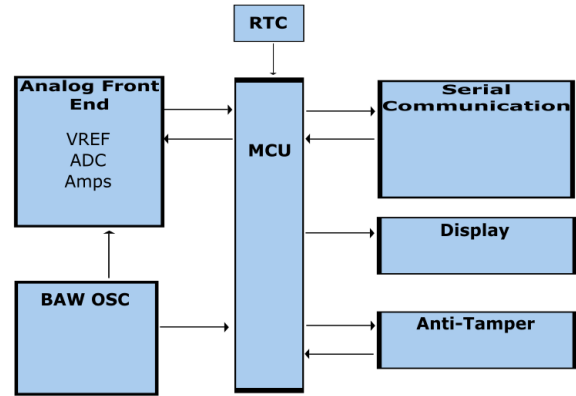 RTC
Analog Front
End
VREF
ADC
Amps
MCU
Serial
Communication
Display
BAW OSC
Anti-Tamper